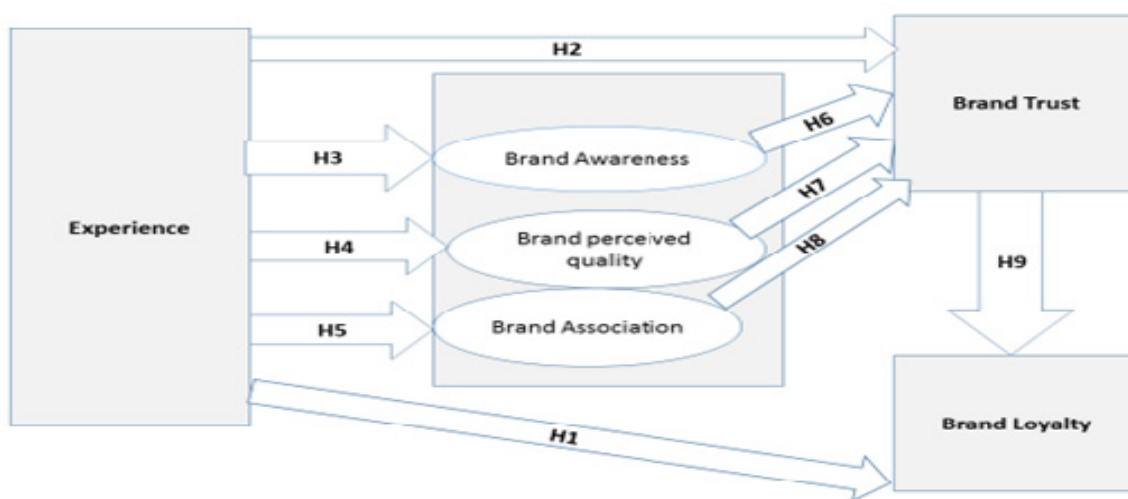 H2
Brand Trust
H6
H3
Brand Awareness
H7
Experience
H4
Brand perceived
quality
H8
H9
H5
Brand Association
H1
Brand Loyalty